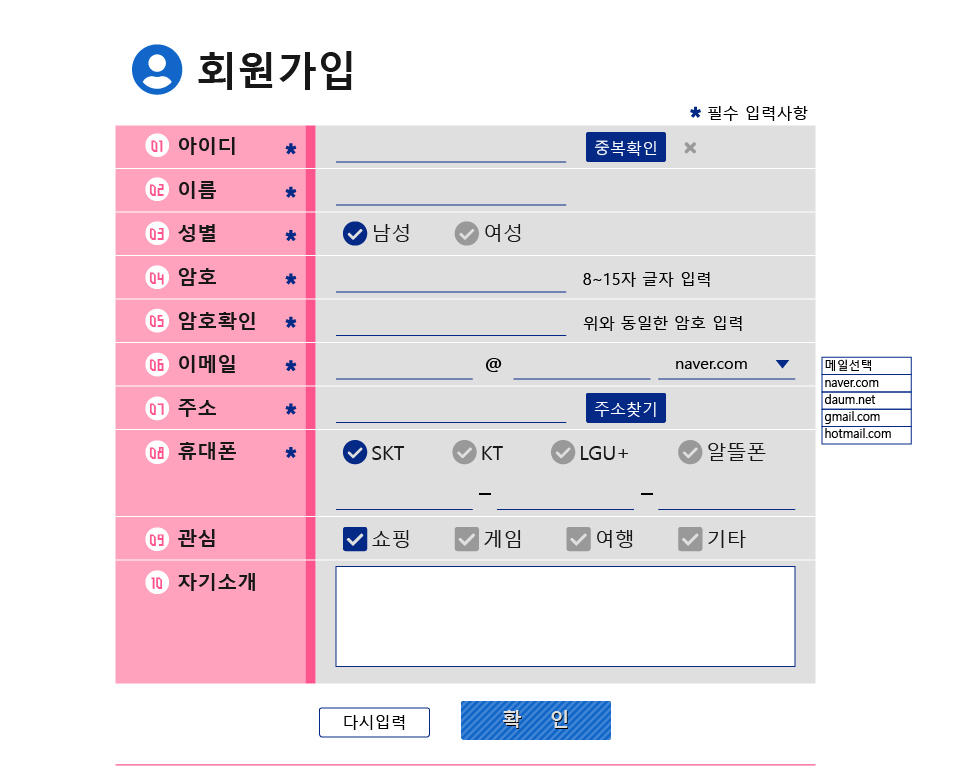 회원가입
* 필수 입력사항
01 아이디 * 중복확인 ×
02 이름 *
03 성별 * 남성 여성
04 암호 * 8~15자 글자 입력
05 암호확인 * 위와 동일한 암호 입력
06 이메일 * @ naver.com
메일선택
naver.com
daum.net
gmail.com
hotmail.com
07 주소 * 주소찾기
08 휴대폰 * SKT KT LGU+ 알뜰폰
– –
09 관심 쇼핑 게임 여행 기타
10 자기소개
다시입력 확 인